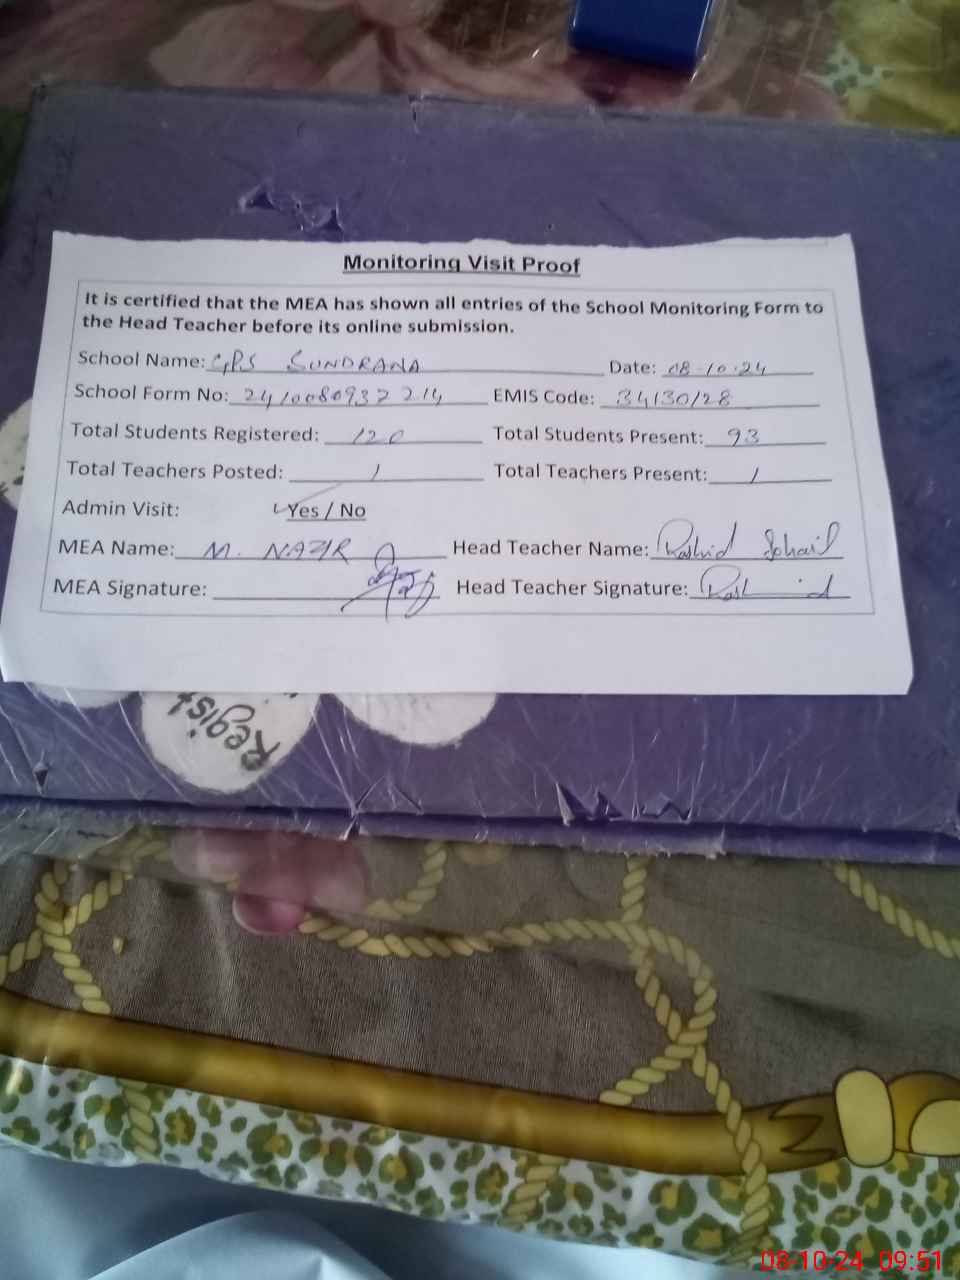 Monitoring Visit Proof
It is certified that the MEA has shown all entries of the School Monitoring Form to
the Head Teacher before its online submission.
School Name: GPS SUNDRANA Date: 08-10-24
School Form No: 2410080937214 EMIS Code: 34130128
Total Students Registered: 120 Total Students Present: 93
Total Teachers Posted: 1 Total Teachers Present: 1
Admin Visit: Yes / No
MEA Name: M. NAZIR Head Teacher Name: Rashid Sohail
MEA Signature: Head Teacher Signature: Rashid
Regist
08-10-24 09:51